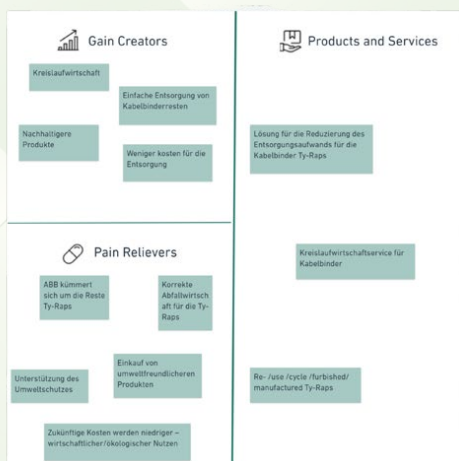 Gain Creators
Kreislaufwirtschaft
Einfache Entsorgung von
Kabelbinderresten
Nachhaltigere
Produkte
Weniger kosten für die
Entsorgung
Pain Relievers
ABB kümmert
sich um die Reste
Ty-Raps
Korrekte
Abfallwirtsch
aft für die Ty-
Raps
Einkauf von
umweltfreundlicheren
Produkten
Unterstützung des
Umweltschutzes
Zukünftige Kosten werden niedriger –
wirtschaftlicher/ökologischer Nutzen
Products and Services
Lösung für die Reduzierung des
Entsorgungsaufwands für die
Kabelbinder Ty-Raps
Kreislaufwirtschaftservice für
Kabelbinder
Re- /use /cycle /furbished/
manufactured Ty-Raps